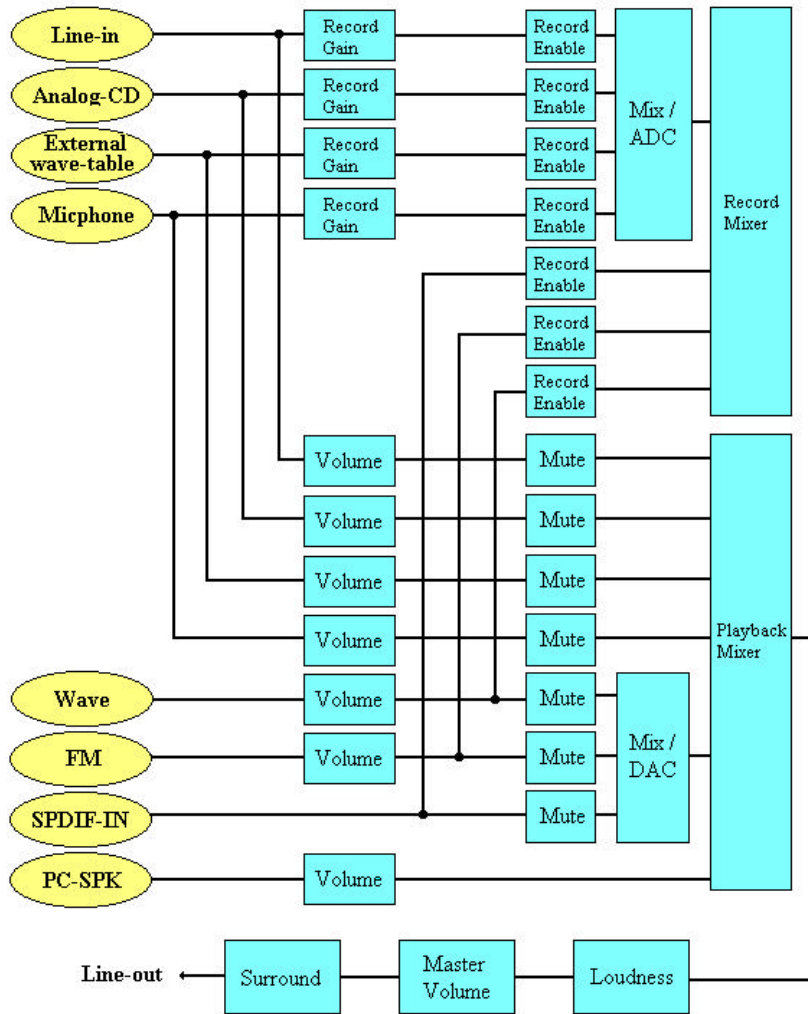 Line-in
Record
Gain
Record
Enable
Analog-CD
Record
Gain
Record
Enable
Mix /
ADC
External
wave-table
Record
Gain
Record
Enable
Micphone
Record
Gain
Record
Enable
Record
Mixer
Record
Enable
Record
Enable
Record
Enable
Volume
Mute
Volume
Mute
Volume
Mute
Volume
Mute
Playback
Mixer
Wave
Volume
Mute
FM
Volume
Mute
Mix /
DAC
SPDIF-IN
Mute
PC-SPK
Volume
Line-out
Surround
Master
Volume
Loudness